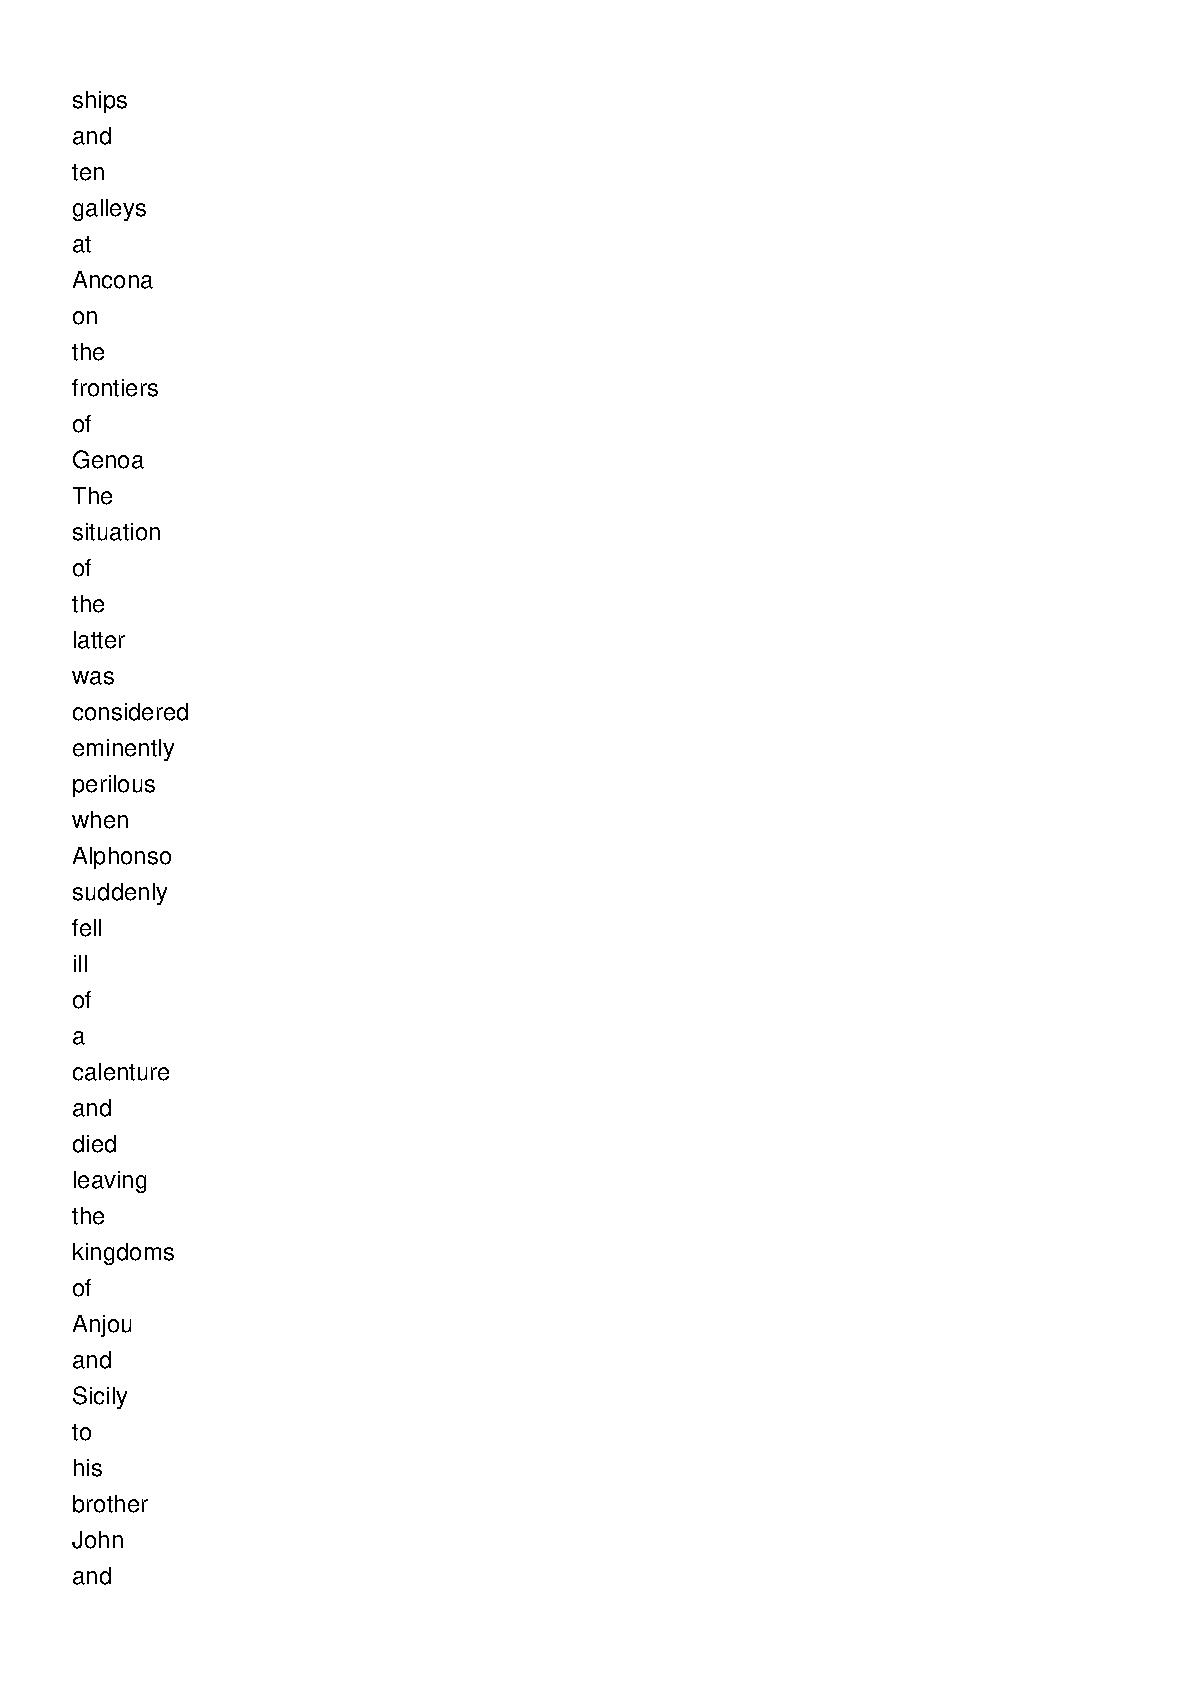 ships
and
ten
galleys
at
Ancona
on
the
frontiers
of
Genoa
The
situation
of
the
latter
was
considered
eminently
perilous
when
Alphonso
suddenly
fell
ill
of
a
calenture
and
died
leaving
the
kingdoms
of
Anjou
and
Sicily
to
his
brother
John
and